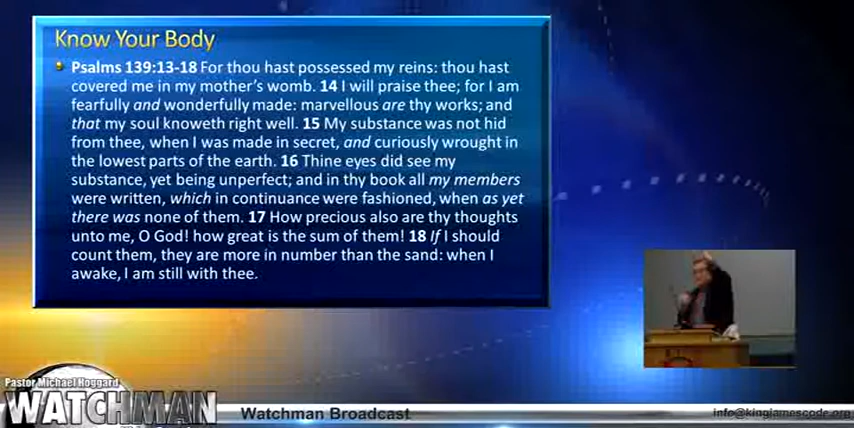 Know Your Body
Psalms 139:13-18 For thou hast possessed my reins: thou hast
covered me in my mother's womb. 14 I will praise thee; for I am
fearfully and wonderfully made: marvellous are thy works; and
that my soul knoweth right well. 15 My substance was not hid
from thee, when I was made in secret, and curiously wrought in
the lowest parts of the earth. 16 Thine eyes did see my
substance, yet being unperfect; and in thy book all my members
were written, which in continuance were fashioned, when as yet
there was none of them. 17 How precious also are thy thoughts
unto me, O God! how great is the sum of them! 18 If I should
count them, they are more in number than the sand: when I
awake, I am still with thee.
Pastor Michael Hoggard
WATCHMAN
Watchman Broadcast
info@kingjamescode.org